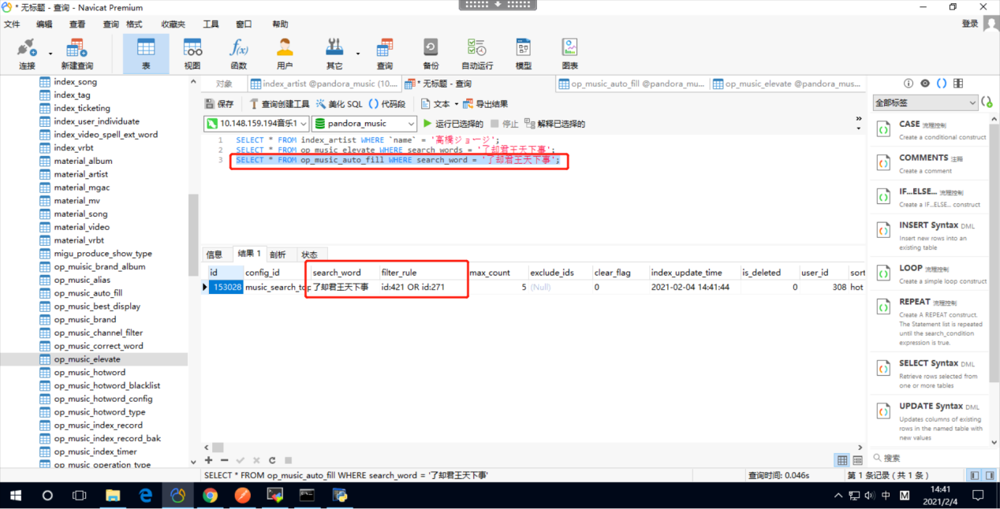 * 无标题 - 查询 - Navicat Premium
文件 编辑 查看 查询 格式 收藏夹 工具 窗口 帮助
登录
连接 新建查询 表 视图 函数 用户 其它 查询 备份 自动运行 模型 图表
对象 index_artist @pandora_music (10.... * 无标题 - 查询 op_music_auto_fill @pandora_mu... op_music_elevate @pandora_mus...
保存 查询创建工具 美化 SQL () 代码段 文本 导出结果
10.148.159.194音乐1 pandora_music 运行已选择的 停止 解释已选择的
1 SELECT * FROM index_artist WHERE `name` = '高橋ジョージ';
2 SELECT * FROM op_music_elevate WHERE search_words = '了却君王天下事';
3 SELECT * FROM op_music_auto_fill WHERE search_word = '了却君王天下事';
index_song
index_tag
index_ticketing
index_user_individuate
index_video_spell_ext_word
index_vrbt
material_album
material_artist
material_mgac
material_mv
material_song
material_video
material_vrbt
migu_produce_show_type
op_muisic_brand_album
op_music_alias
op_music_auto_fill
op_music_best_display
op_music_brand
op_music_channel_filter
op_music_correct_word
op_music_elevate
op_music_hotword
op_music_hotword_blacklist
op_music_hotword_config
op_music_hotword_type
op_music_index_record
op_music_index_record_bak
op_music_index_timer
op_music_operation_type
信息 结果 1 剖析 状态
id config_id search_word filter_rule max_count exclude_ids clear_flag index_update_time is_deleted user_id sort
153028 music_search_top 了却君王天下事 id:421 OR id:271 5 (Null) 0 2021-02-04 14:41:44 0 308 hot
全部标签
CASE 流程控制
Create a conditional construct
COMMENTS 注释
Create a comment
IF...ELSE... 流程控制
Create a IF...ELSE... construct
INSERT Syntax DML
Insert new rows into an
existing table
LOOP 流程控制
Create a simple loop construct
REPEAT 流程控制
Create A REPEAT construct.
The Statement list is repeated
until the search_condition
expression is true.
SELECT Syntax DML
Retrieve rows selected from
one or more tables
UPDATE Syntax DML
Updates columns of existing
rows in the named table with
new values
搜索
SELECT * FROM op_music_auto_fill WHERE search_word = '了却君王天下事'
查询时间: 0.046s
第 1 条记录 ( 共 1 条 )
中
M
14:41
2021/2/4